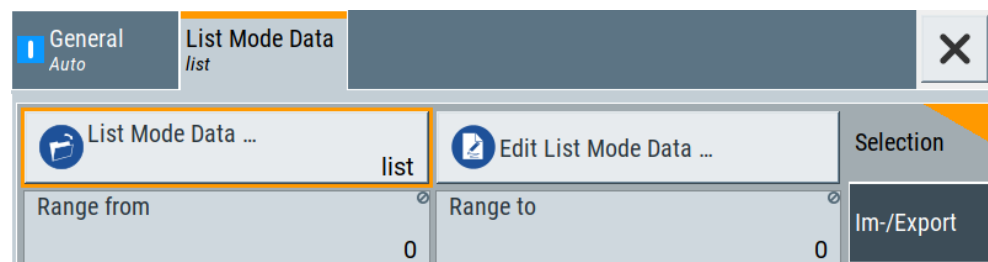 General
Auto
List Mode Data
list
List Mode Data ...
list
Edit List Mode Data ...
Selection
Range from
0
Range to
0
Im-/Export